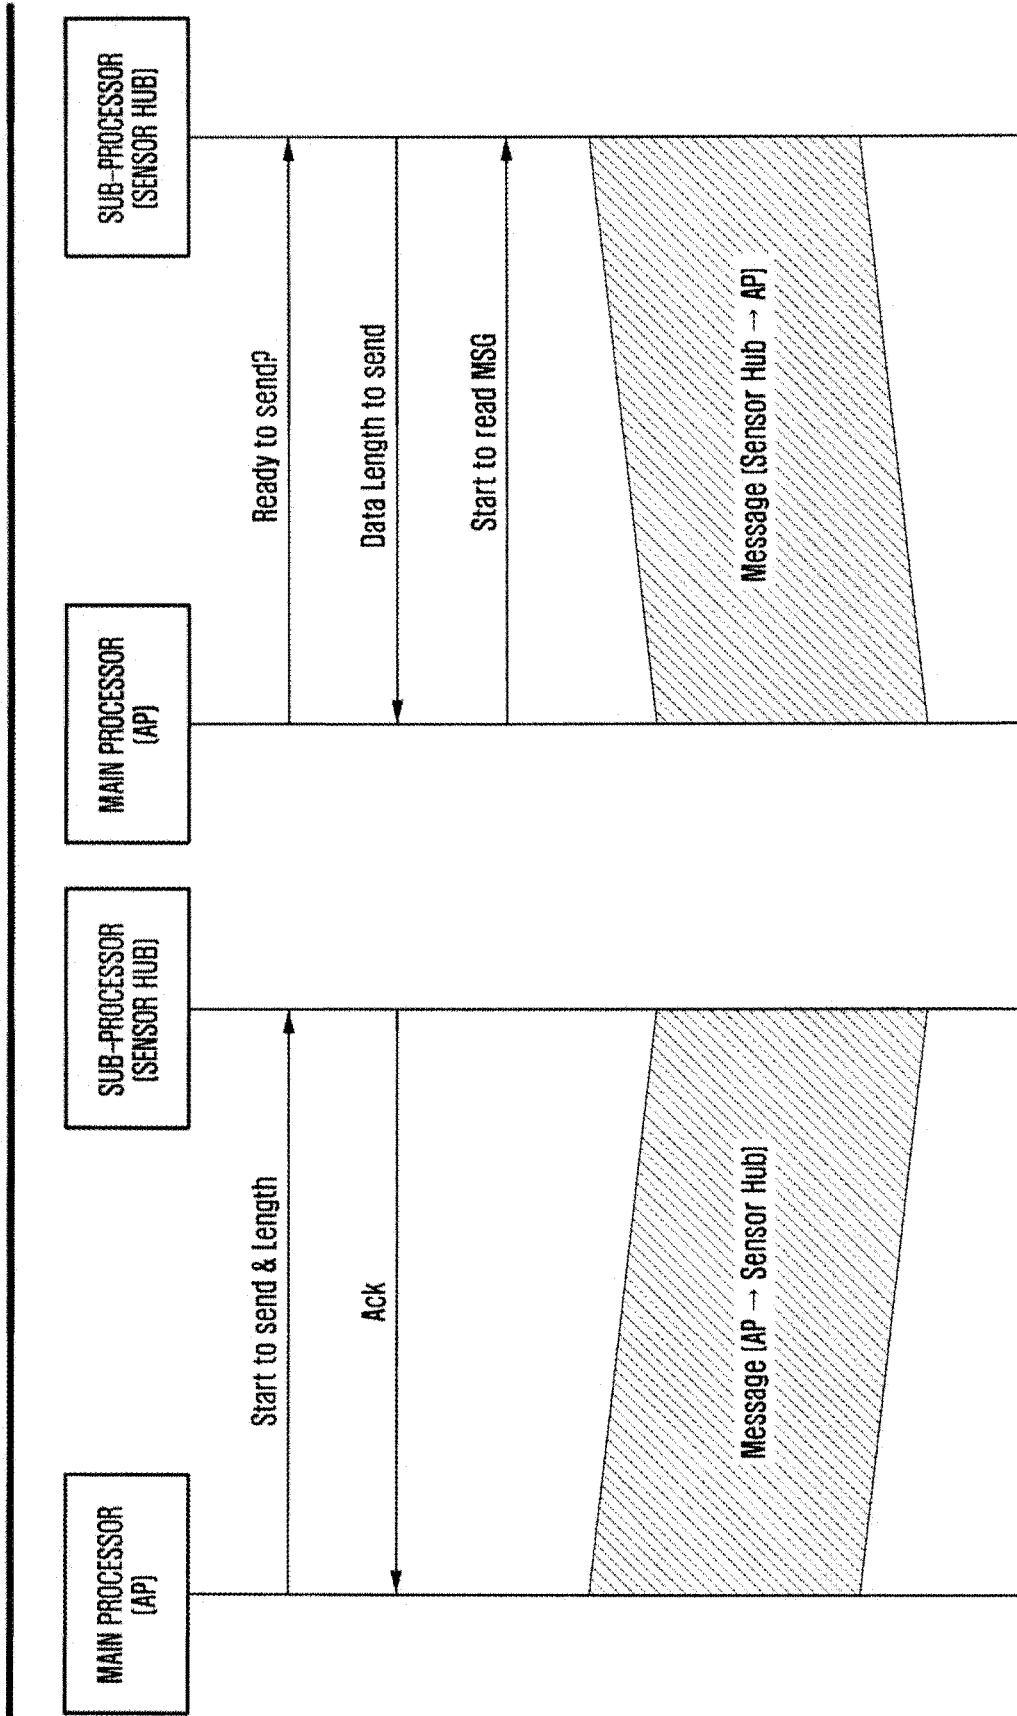 MAIN PROCESSOR
(AP)
SUB-PROCESSOR
(SENSOR HUB)
Start to send & Length
Ack
Message (AP → Sensor Hub)
MAIN PROCESSOR
(AP)
SUB-PROCESSOR
(SENSOR HUB)
Ready to send?
Data Length to send
Start to read MSG
Message (Sensor Hub → AP)